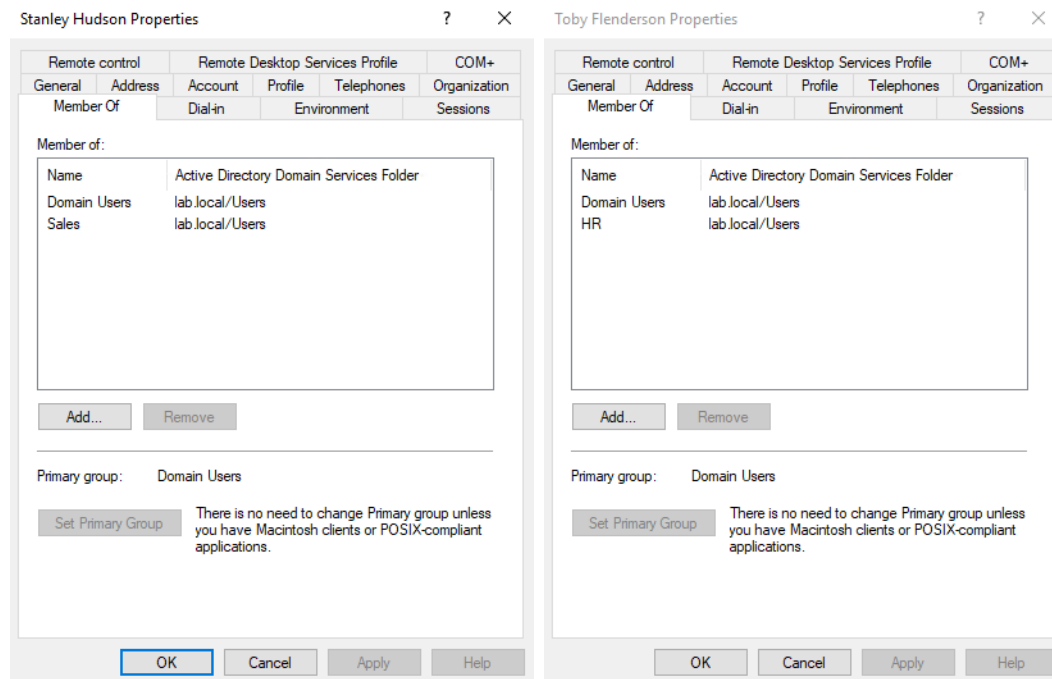 Stanley Hudson Properties ? ×
Remote control Remote Desktop Services Profile COM+
General Address Account Profile Telephones Organization
Member Of Dial-in Environment Sessions
Member of:
Name Active Directory Domain Services Folder
Domain Users lab.local/Users
Sales lab.local/Users
Add... Remove
Primary group: Domain Users
Set Primary Group
There is no need to change Primary group unless
you have Macintosh clients or POSIX-compliant
applications.
OK Cancel Apply Help
Toby Flenderson Properties ? ×
Remote control Remote Desktop Services Profile COM+
General Address Account Profile Telephones Organization
Member Of Dial-in Environment Sessions
Member of:
Name Active Directory Domain Services Folder
Domain Users lab.local/Users
HR lab.local/Users
Add... Remove
Primary group: Domain Users
Set Primary Group
There is no need to change Primary group unless
you have Macintosh clients or POSIX-compliant
applications.
OK Cancel Apply Help